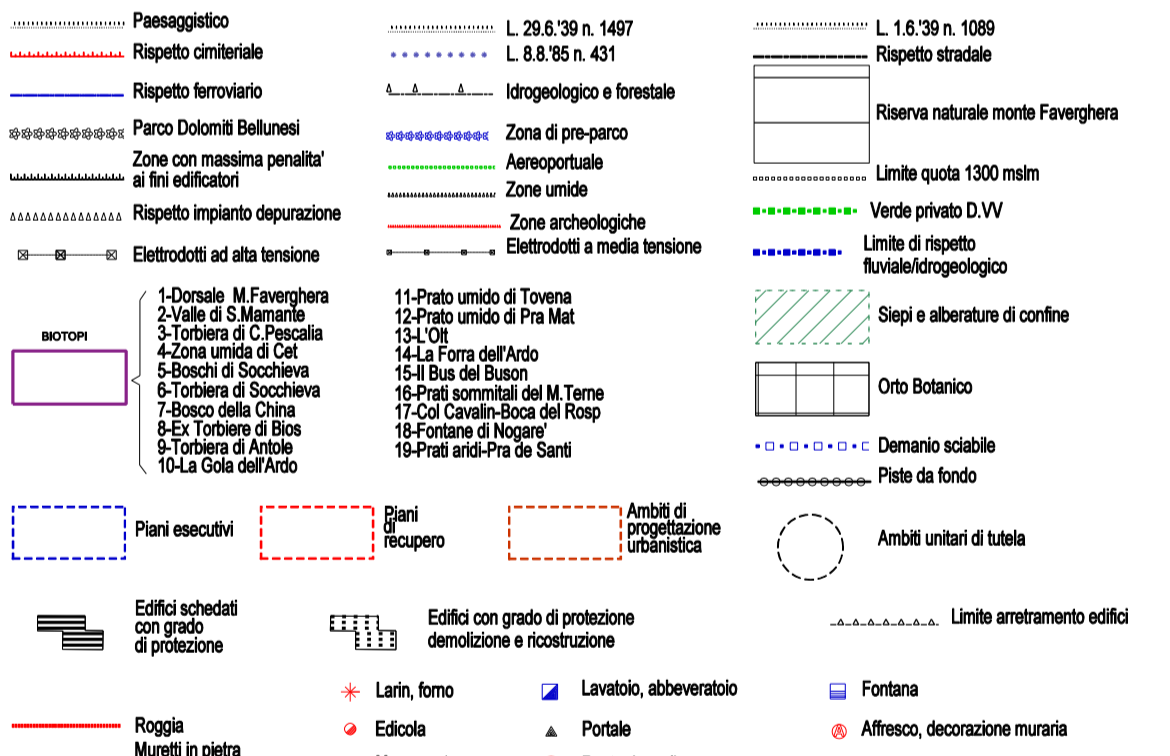 Paesaggistico
Rispetto cimiteriale
Rispetto ferroviario
Parco Dolomiti Bellunesi
Zone con massima penalita'
ai fini edificatori
Rispetto impianto depurazione
Elettrodotti ad alta tensione
L. 29.6.'39 n. 1497
L. 8.8.'85 n. 431
Idrogeologico e forestale
Zona di pre-parco
Aereoportuale
Zone umide
Zone archeologiche
Elettrodotti a media tensione
L. 1.6.'39 n. 1089
Rispetto stradale
Riserva naturale monte Faverghera
Limite quota 1300 mslm
Verde privato D.VV
Limite di rispetto
fluviale/idrogeologico
Siepi e alberature di confine
Orto Botanico
Demanio sciabile
Piste da fondo
BIOTOPI
1-Dorsale M.Faverghera
2-Valle di S.Mamante
3-Torbiera di C.Pescalia
4-Zona umida di Cet
5-Boschi di Socchieva
6-Torbiera di Socchieva
7-Bosco della China
8-Ex Torbiere di Bios
9-Torbiera di Antole
10-La Gola dell'Ardo
11-Prato umido di Tovena
12-Prato umido di Pra Mat
13-L'Olt
14-La Forra dell'Ardo
15-Il Bus del Buson
16-Prati sommitali del M.Terne
17-Col Cavalin-Boca del Rosp
18-Fontane di Nogare'
19-Prati aridi-Pra de Santi
Piani esecutivi
Piani
di
recupero
Ambiti di
progettazione
urbanistica
Ambiti unitari di tutela
Edifici schedati
con grado
di protezione
Edifici con grado di protezione
demolizione e ricostruzione
Limite arretramento edifici
Larin, forno
Lavatoio, abbeveratoio
Fontana
Roggia
Edicola
Portale
Affresco, decorazione muraria
Muretti in pietra